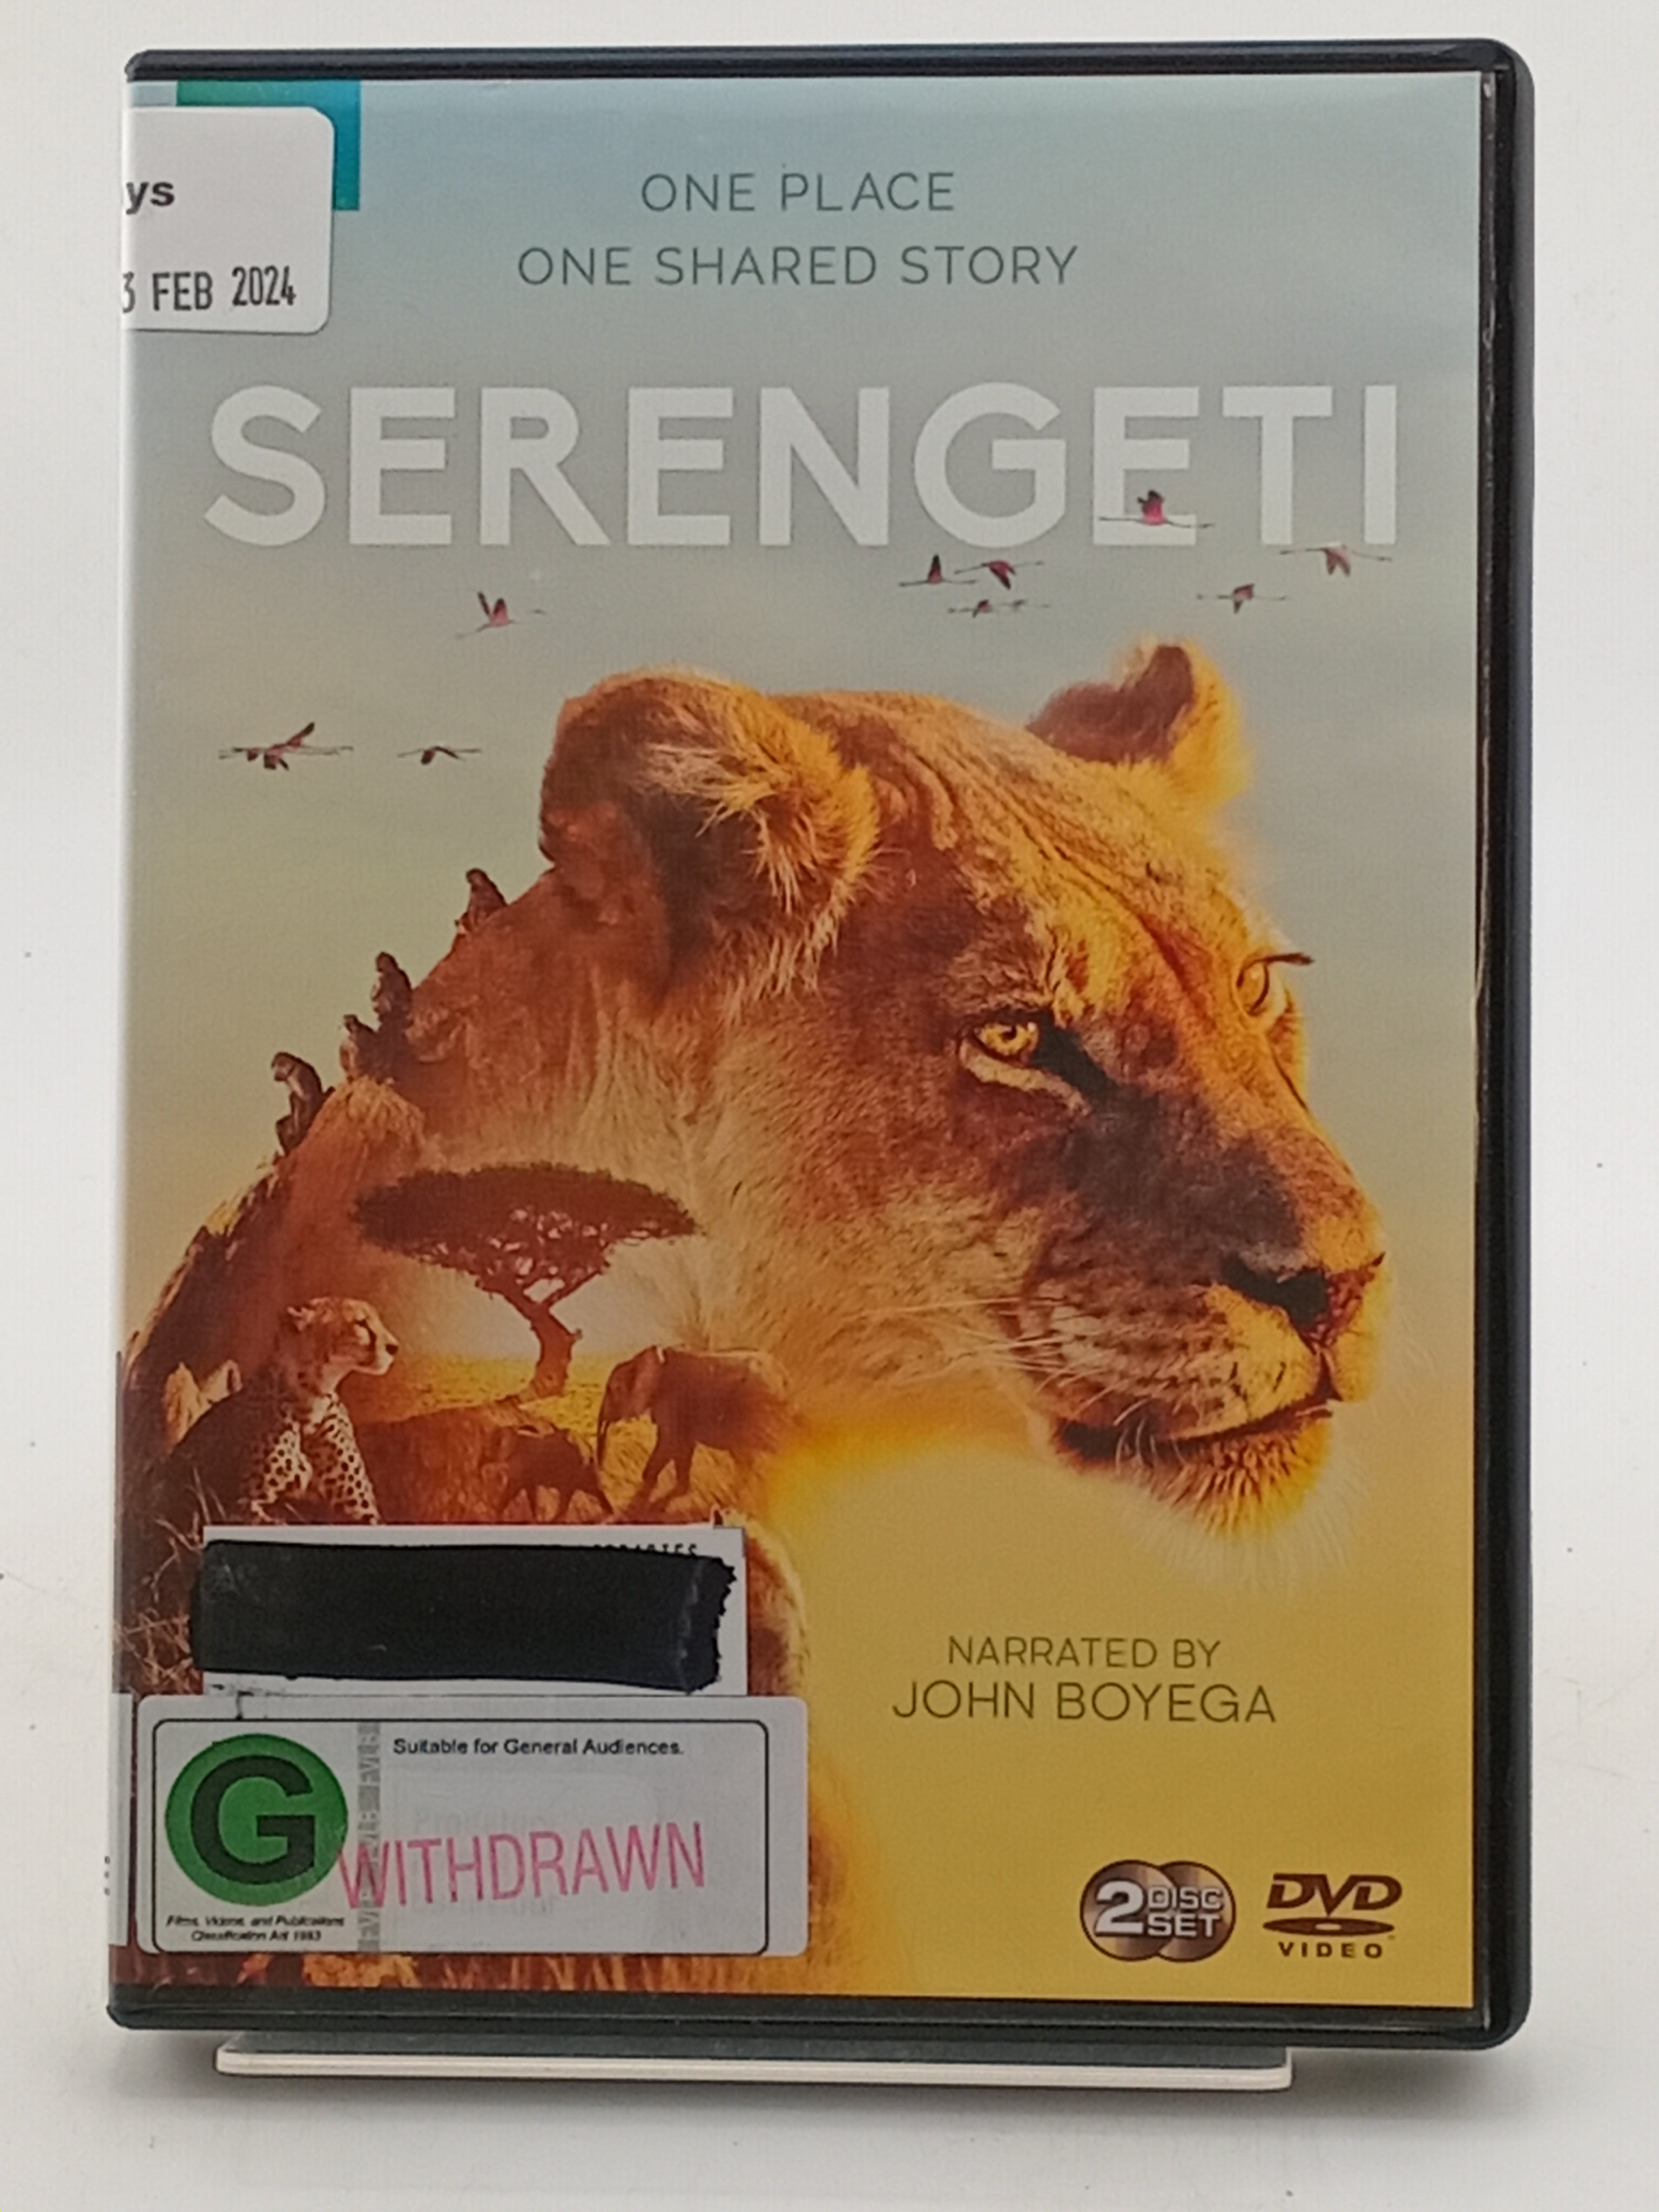 ys
3 FEB 2024
ONE PLACE
ONE SHARED STORY
SERENGETI
NARRATED BY
JOHN BOYEGA
G
Suitable for General Audiences.
WITHDRAWN
Films, Videos, and Publications
Classification Act 1993
2 DISC
SET
DVD
VIDEO